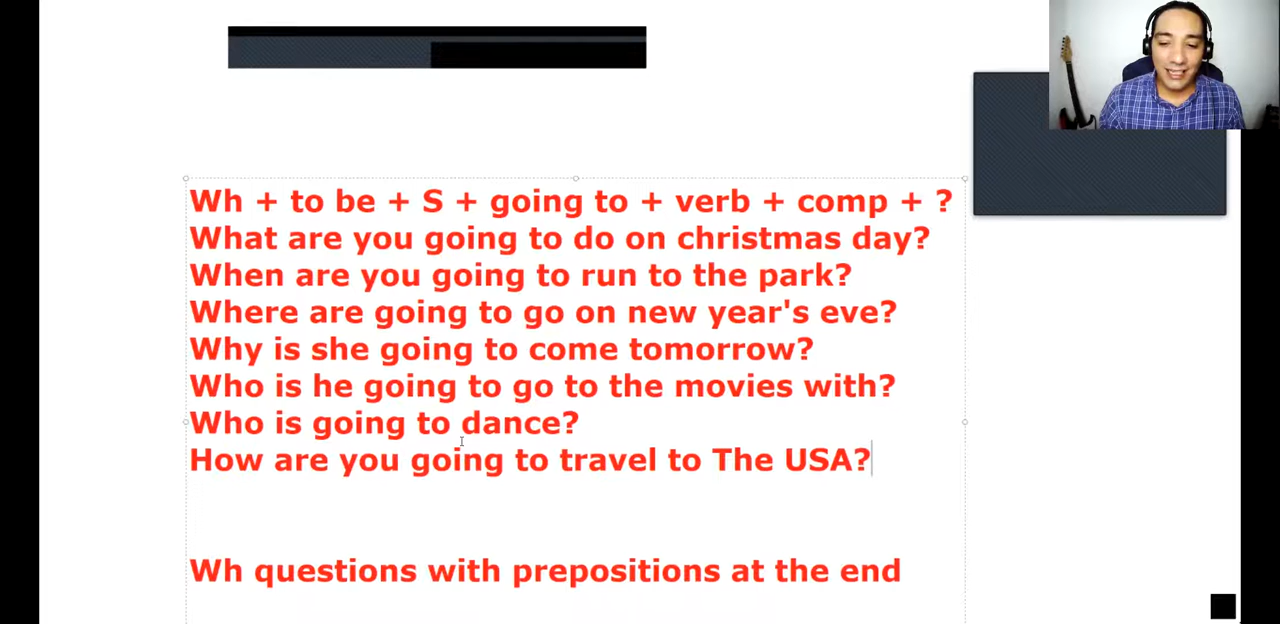 Wh + to be + S + going to + verb + comp + ?
What are you going to do on christmas day?
When are you going to run to the park?
Where are going to go on new year's eve?
Why is she going to come tomorrow?
Who is he going to go to the movies with?
Who is going to dance?
How are you going to travel to The USA?
Wh questions with prepositions at the end